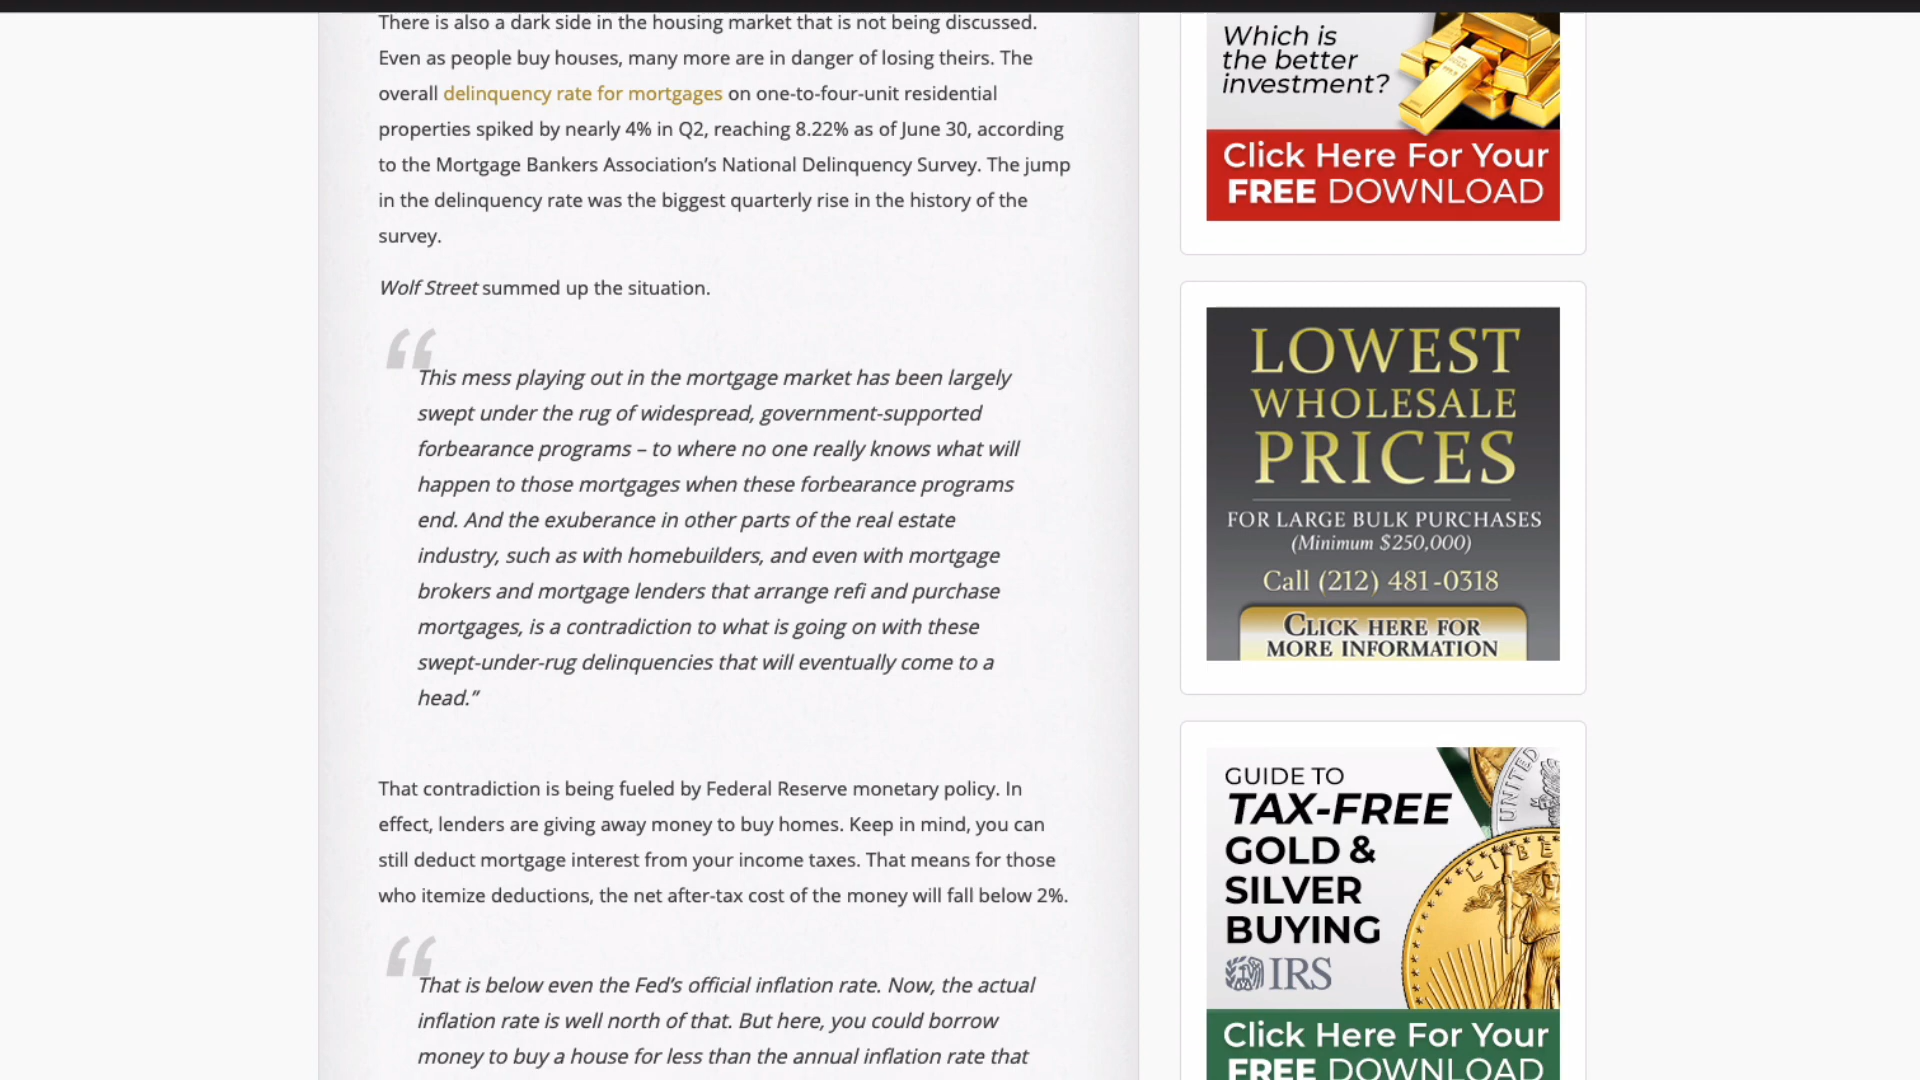 There is also a dark side in the housing market that is not being discussed.
Even as people buy houses, many more are in danger of losing theirs. The
overall delinquency rate for mortgages on one-to-four-unit residential
properties spiked by nearly 4% in Q2, reaching 8.22% as of June 30, according
to the Mortgage Bankers Association’s National Delinquency Survey. The jump
in the delinquency rate was the biggest quarterly rise in the history of the
survey.
Wolf Street summed up the situation.
“
This mess playing out in the mortgage market has been largely
swept under the rug of widespread, government-supported
forbearance programs – to where no one really knows what will
happen to those mortgages when these forbearance programs
end. And the exuberance in other parts of the real estate
industry, such as with homebuilders, and even with mortgage
brokers and mortgage lenders that arrange refi and purchase
mortgages, is a contradiction to what is going on with these
swept-under-rug delinquencies that will eventually come to a
head.”
That contradiction is being fueled by Federal Reserve monetary policy. In
effect, lenders are giving away money to buy homes. Keep in mind, you can
still deduct mortgage interest from your income taxes. That means for those
who itemize deductions, the net after-tax cost of the money will fall below 2%.
“
That is below even the Fed’s official inflation rate. Now, the actual
inflation rate is well north of that. But here, you could borrow
money to buy a house for less than the annual inflation rate that
Which is
the better
investment?
Click Here For Your
FREE DOWNLOAD
LOWEST
WHOLESALE
PRICES
FOR LARGE BULK PURCHASES
(Minimum $250,000)
Call (212) 481-0318
CLICK HERE FOR
MORE INFORMATION
GUIDE TO
TAX-FREE
GOLD &
SILVER
BUYING
IRS
UNITED
LIBE
Click Here For Your
FREE DOWNLOAD